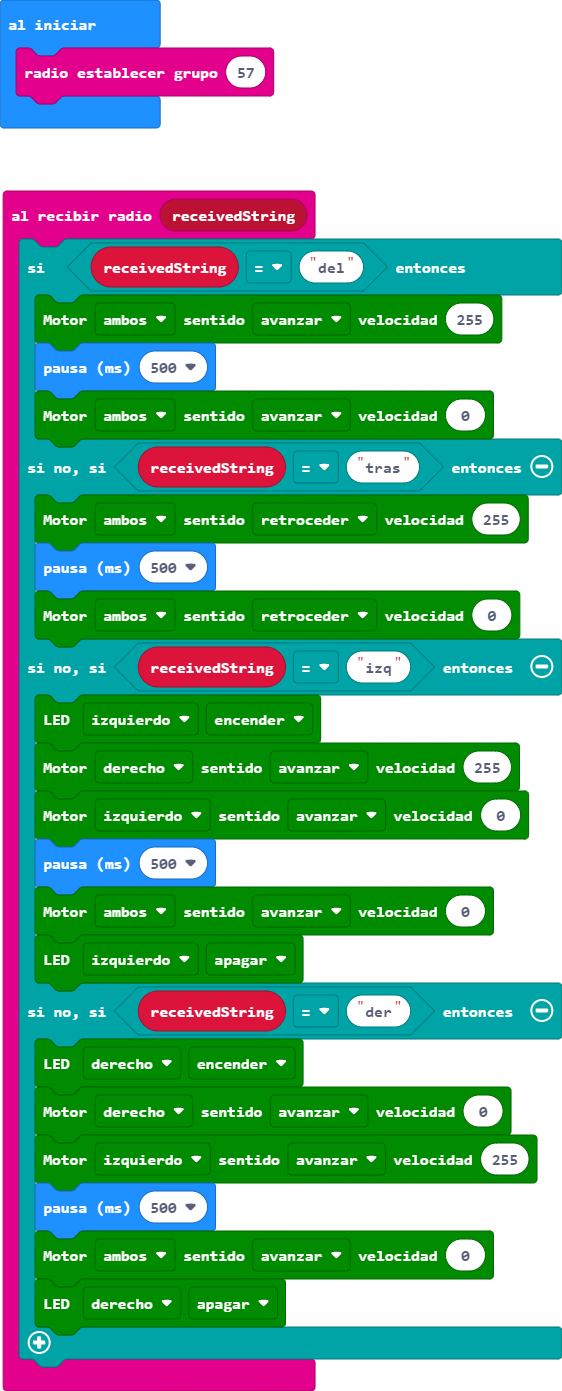 al iniciar
radio establecer grupo 57
al recibir radio receivedString
si receivedString = "del" entonces
Motor ambos sentido avanzar velocidad 255
pausa (ms) 500
Motor ambos sentido avanzar velocidad 0
si no, si receivedString = "tras" entonces
Motor ambos sentido retroceder velocidad 255
pausa (ms) 500
Motor ambos sentido retroceder velocidad 0
si no, si receivedString = "izq" entonces
LED izquierdo encender
Motor derecho sentido avanzar velocidad 255
Motor izquierdo sentido avanzar velocidad 0
pausa (ms) 500
Motor ambos sentido avanzar velocidad 0
LED izquierdo apagar
si no, si receivedString = "der" entonces
LED derecho encender
Motor derecho sentido avanzar velocidad 0
Motor izquierdo sentido avanzar velocidad 255
pausa (ms) 500
Motor ambos sentido avanzar velocidad 0
LED derecho apagar